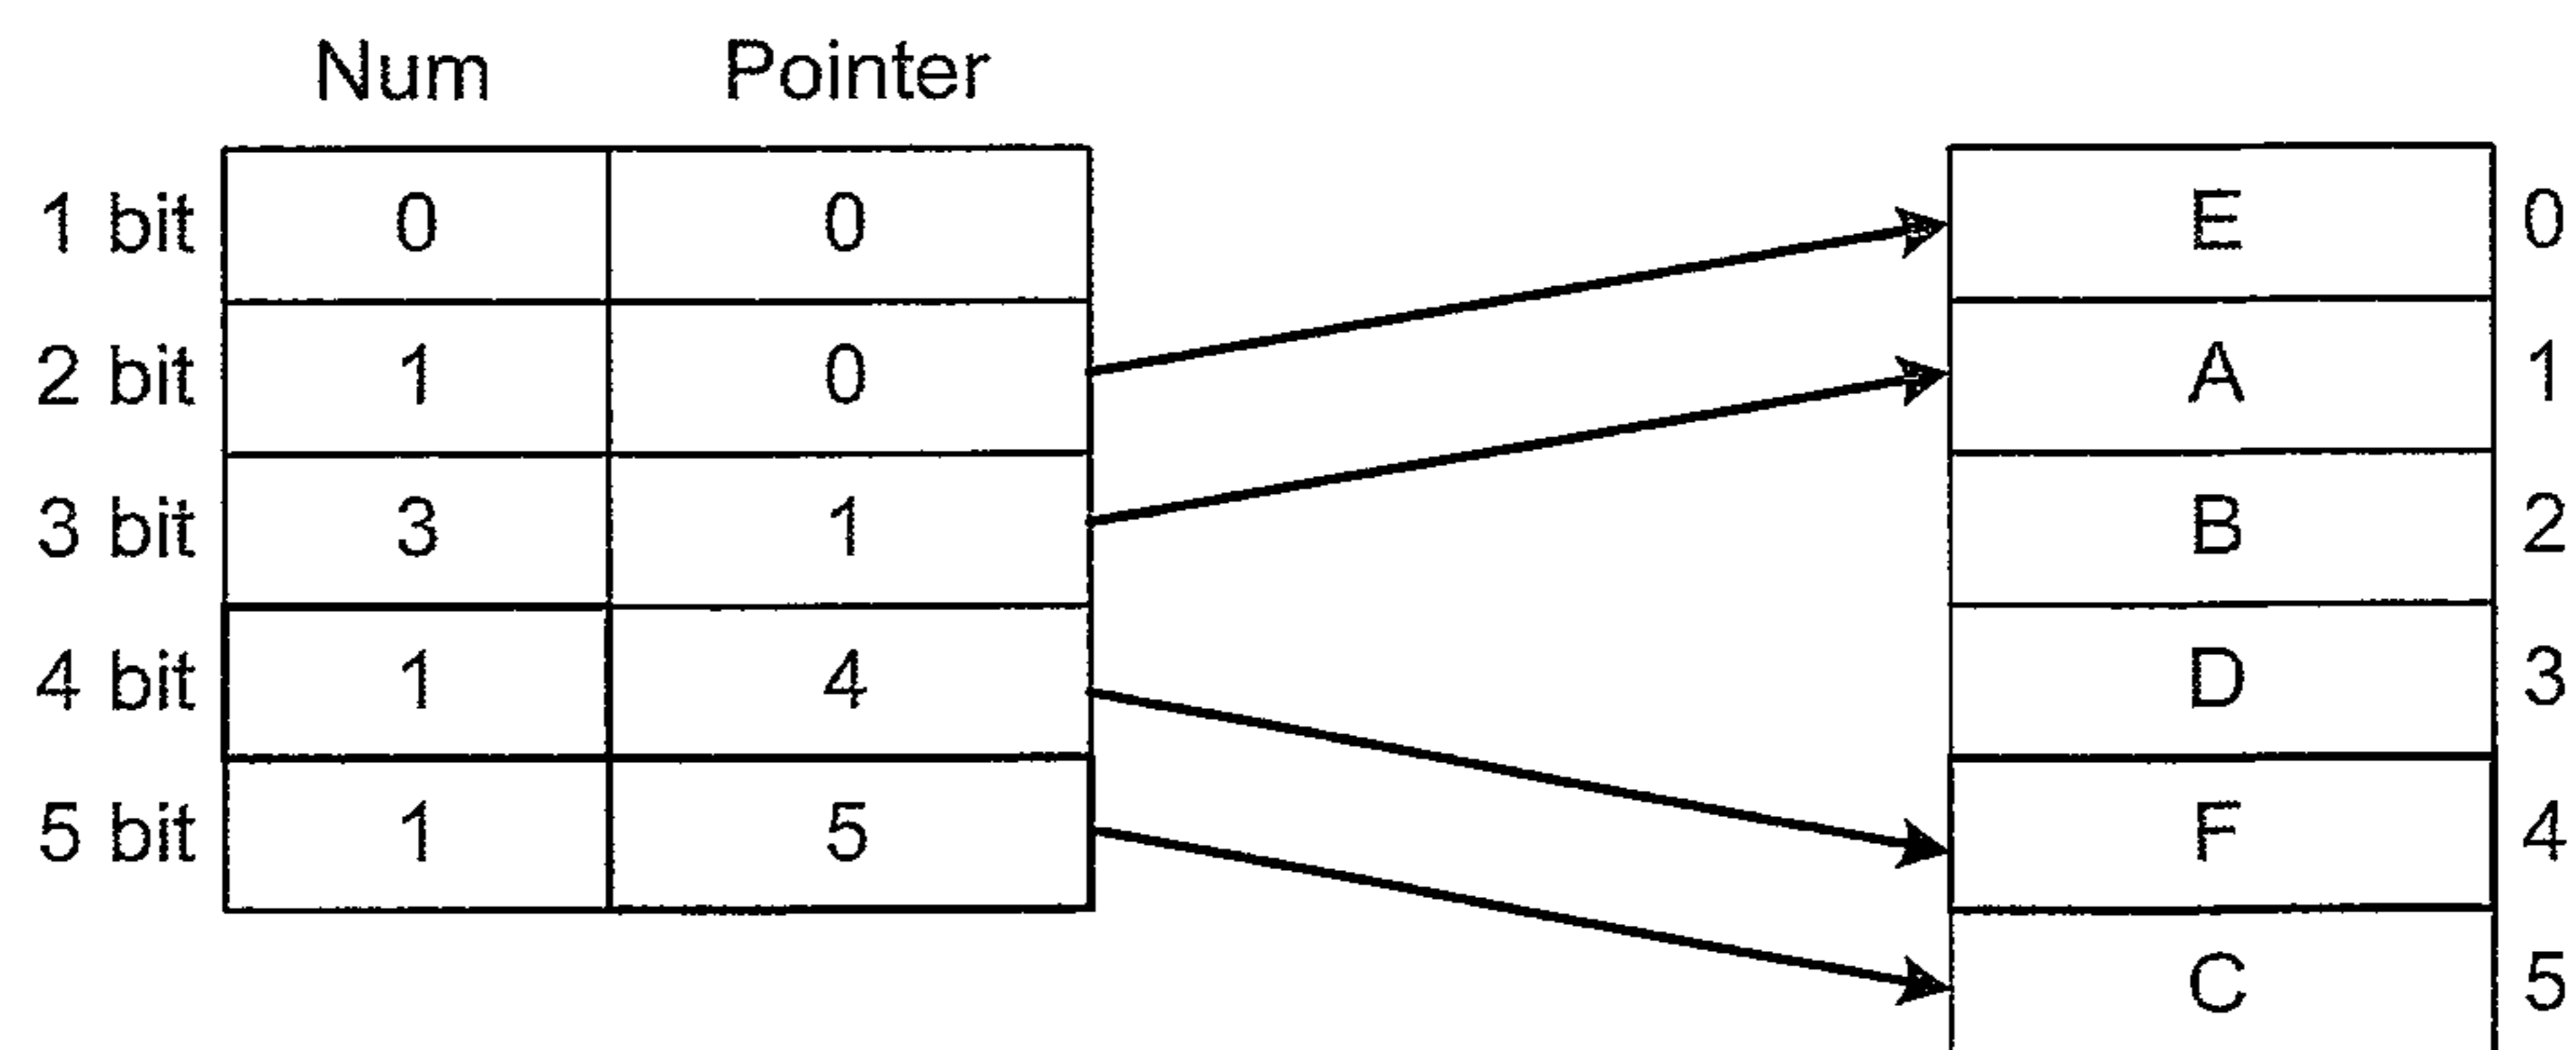 Num Pointer
1 bit 0 0 E 0
2 bit 1 0 A 1
3 bit 3 1 B 2
4 bit 1 4 D 3
5 bit 1 5 F 4
C 5